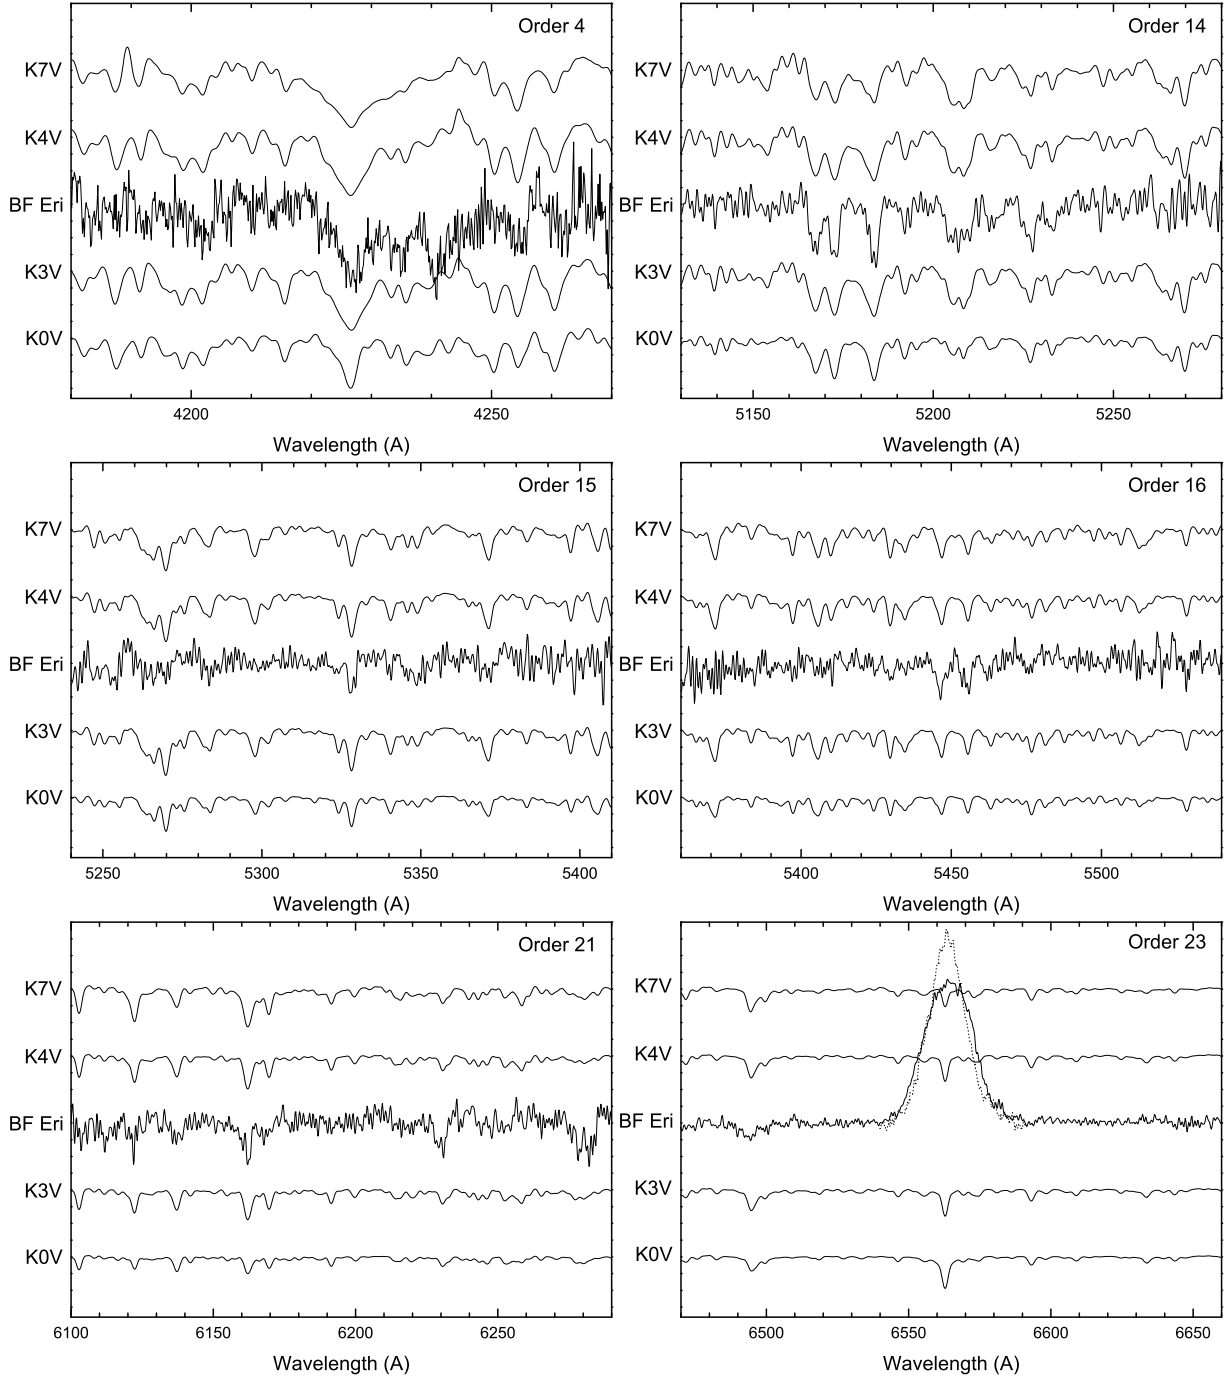 Order 4
K7V
K4V
BF Eri
K3V
K0V
4200
4250
Wavelength (A)
Order 14
K7V
K4V
BF Eri
K3V
K0V
5150
5200
5250
Wavelength (A)
Order 15
K7V
K4V
BF Eri
K3V
K0V
5250
5300
5350
5400
Wavelength (A)
Order 16
K7V
K4V
BF Eri
K3V
K0V
5400
5450
5500
Wavelength (A)
Order 21
K7V
K4V
BF Eri
K3V
K0V
6100
6150
6200
6250
Wavelength (A)
Order 23
K7V
K4V
BF Eri
K3V
K0V
6500
6550
6600
6650
Wavelength (A)